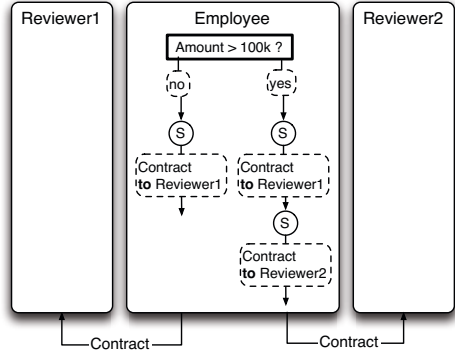 Reviewer1
Employee
Reviewer2
Amount > 100k ?
no
yes
S
S
Contract
to Reviewer1
Contract
to Reviewer1
S
Contract
to Reviewer2
Contract
Contract